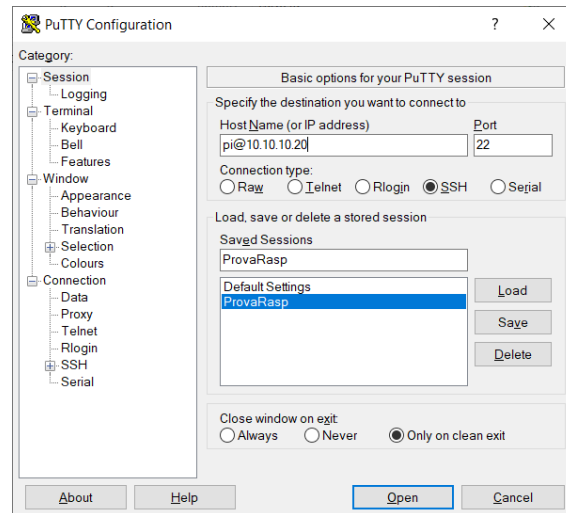 PuTTY Configuration
?
Category:
Session
Logging
Terminal
Keyboard
Bell
Features
Window
Appearance
Behaviour
Translation
Selection
Colours
Connection
Data
Proxy
Telnet
Rlogin
SSH
Serial
Basic options for your PuTTY session
Specify the destination you want to connect to
Host Name (or IP address) Port
pi@10.10.10.20 22
Connection type:
Raw Telnet Rlogin SSH Serial
Load, save or delete a stored session
Saved Sessions
ProvaRasp
Default Settings
ProvaRasp
Load
Save
Delete
Close window on exit:
Always Never Only on clean exit
About Help Open Cancel